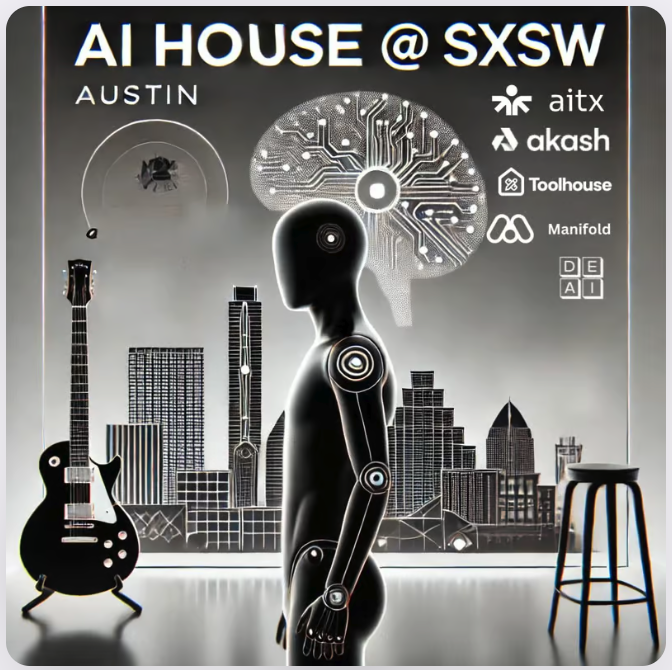 AI HOUSE @ SXSW
AUSTIN
aitx
akash
Toolhouse
Manifold
DE
AI